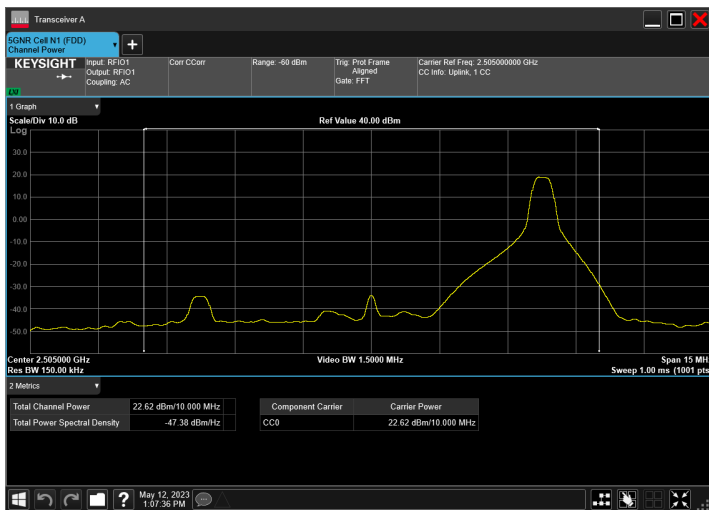 Transceiver A
5GNR Cell N1 (FDD)
Channel Power
KEYSIGHT
Input: RFIO1
Output: RFIO1
Coupling: AC
Corr CCorr
Range: -60 dBm
Trig: Prot Frame
Aligned
Gate: FFT
Carrier Ref Freq: 2.505000000 GHz
CC Info: Uplink, 1 CC
LXI
1 Graph
Scale/Div 10.0 dB
Ref Value 40.00 dBm
Log
30.0
20.0
10.0
0.00
-10.0
-20.0
-30.0
-40.0
-50.0
Center 2.505000 GHz
Video BW 1.5000 MHz
Span 15 MH
Res BW 150.00 kHz
Sweep 1.00 ms (1001 pts
2 Metrics
Total Channel Power 22.62 dBm/10.000 MHz
Total Power Spectral Density -47.38 dBm/Hz
Component Carrier Carrier Power
CC0 22.62 dBm/10.000 MHz
May 12, 2023
1:07:36 PM